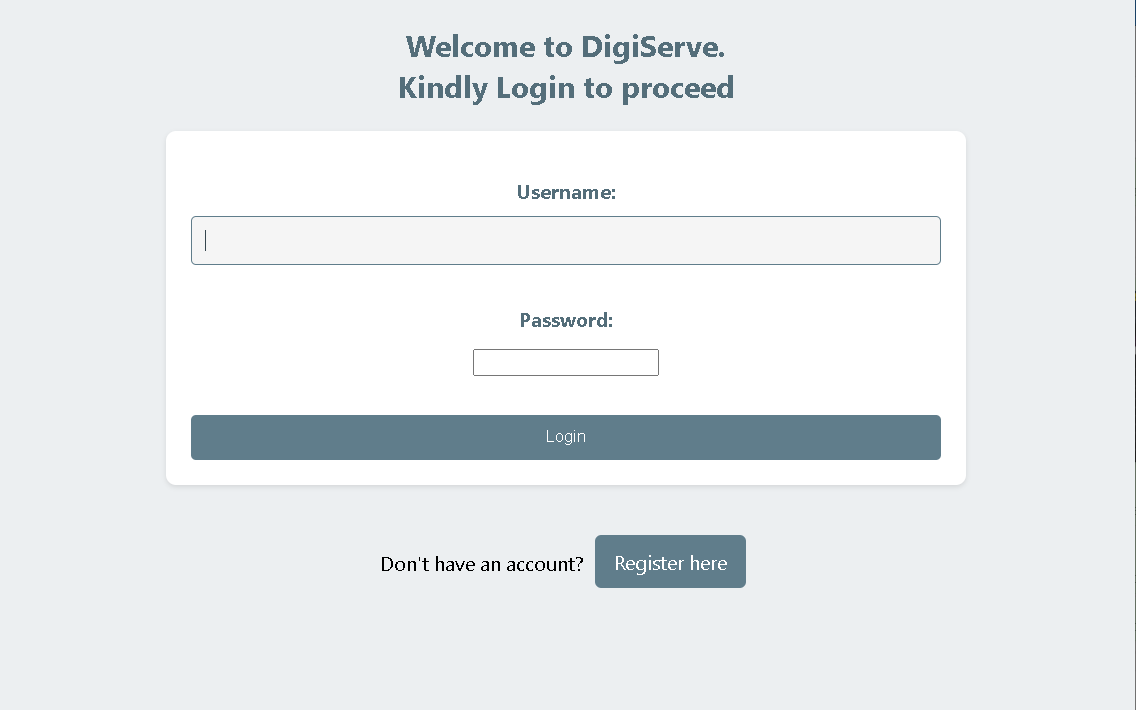 Welcome to DigiServe.
Kindly Login to proceed
Username:
Password:
Login
Don't have an account? Register here